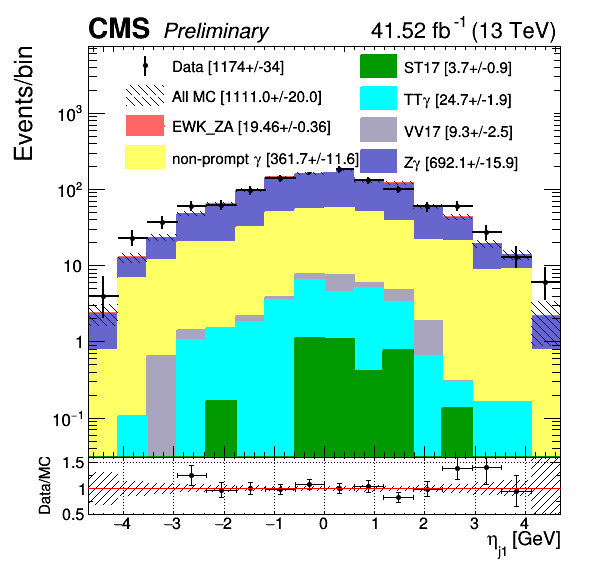 CMS Preliminary 41.52 fb⁻¹ (13 TeV)
Events/bin
Data [1174+/-34]
All MC [1111.0+/-20.0]
EWK_ZA [19.46+/-0.36]
non-prompt γ [361.7+/-11.6]
ST17 [3.7+/-0.9]
TTγ [24.7+/-1.9]
VV17 [9.3+/-2.5]
Zγ [692.1+/-15.9]
10³
10²
10
1
10⁻¹
Data/MC
1.5
1
0.5
−4 −3 −2 −1 0 1 2 3 4
η_j1 [GeV]